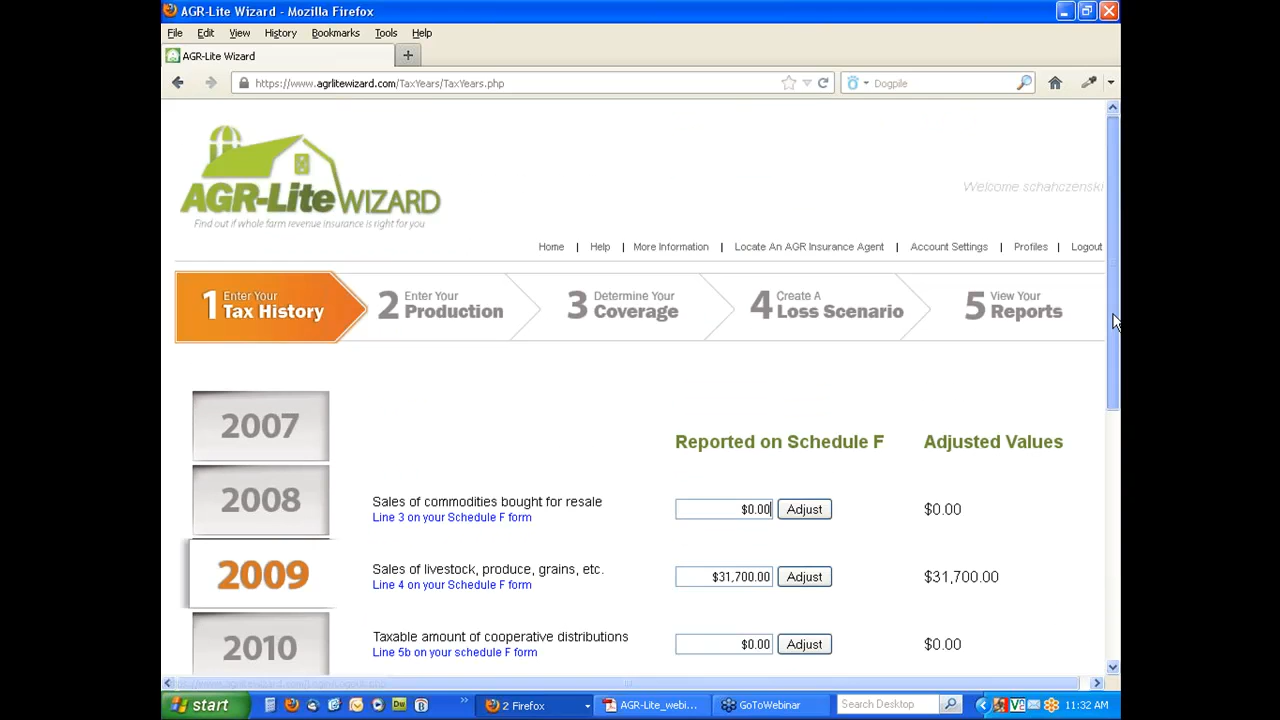 AGR-Lite Wizard - Mozilla Firefox
File Edit View History Bookmarks Tools Help
AGR-Lite Wizard
https://www.agrlitewizard.com/TaxYears/TaxYears.php
Dogpile
AGR-Lite WIZARD
Find out if whole farm revenue insurance is right for you
Welcome schahczenski
Home | Help | More Information | Locate An AGR Insurance Agent | Account Settings | Profiles | Logout
1 Enter Your Tax History
2 Enter Your Production
3 Determine Your Coverage
4 Create A Loss Scenario
5 View Your Reports
2007
2008
2009
2010
Reported on Schedule F Adjusted Values
Sales of commodities bought for resale
Line 3 on your Schedule F form
$0.00 Adjust $0.00
Sales of livestock, produce, grains, etc.
Line 4 on your Schedule F form
$31,700.00 Adjust $31,700.00
Taxable amount of cooperative distributions
Line 5b on your schedule F form
$0.00 Adjust $0.00
start
2 Firefox
AGR-Lite_webi...
GoToWebinar
Search Desktop
11:32 AM